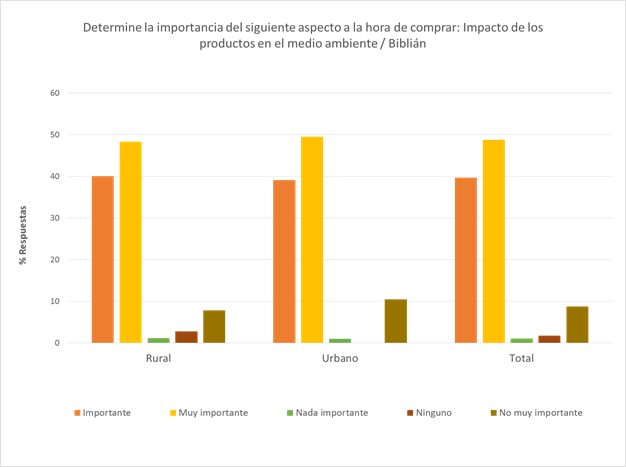 Determine la importancia del siguiente aspecto a la hora de comprar: Impacto de los
productos en el medio ambiente / Biblián
60
50
40
30
20
10
0
% Respuestas
Rural
Urbano
Total
Importante
Muy importante
Nada importante
Ninguno
No muy importante